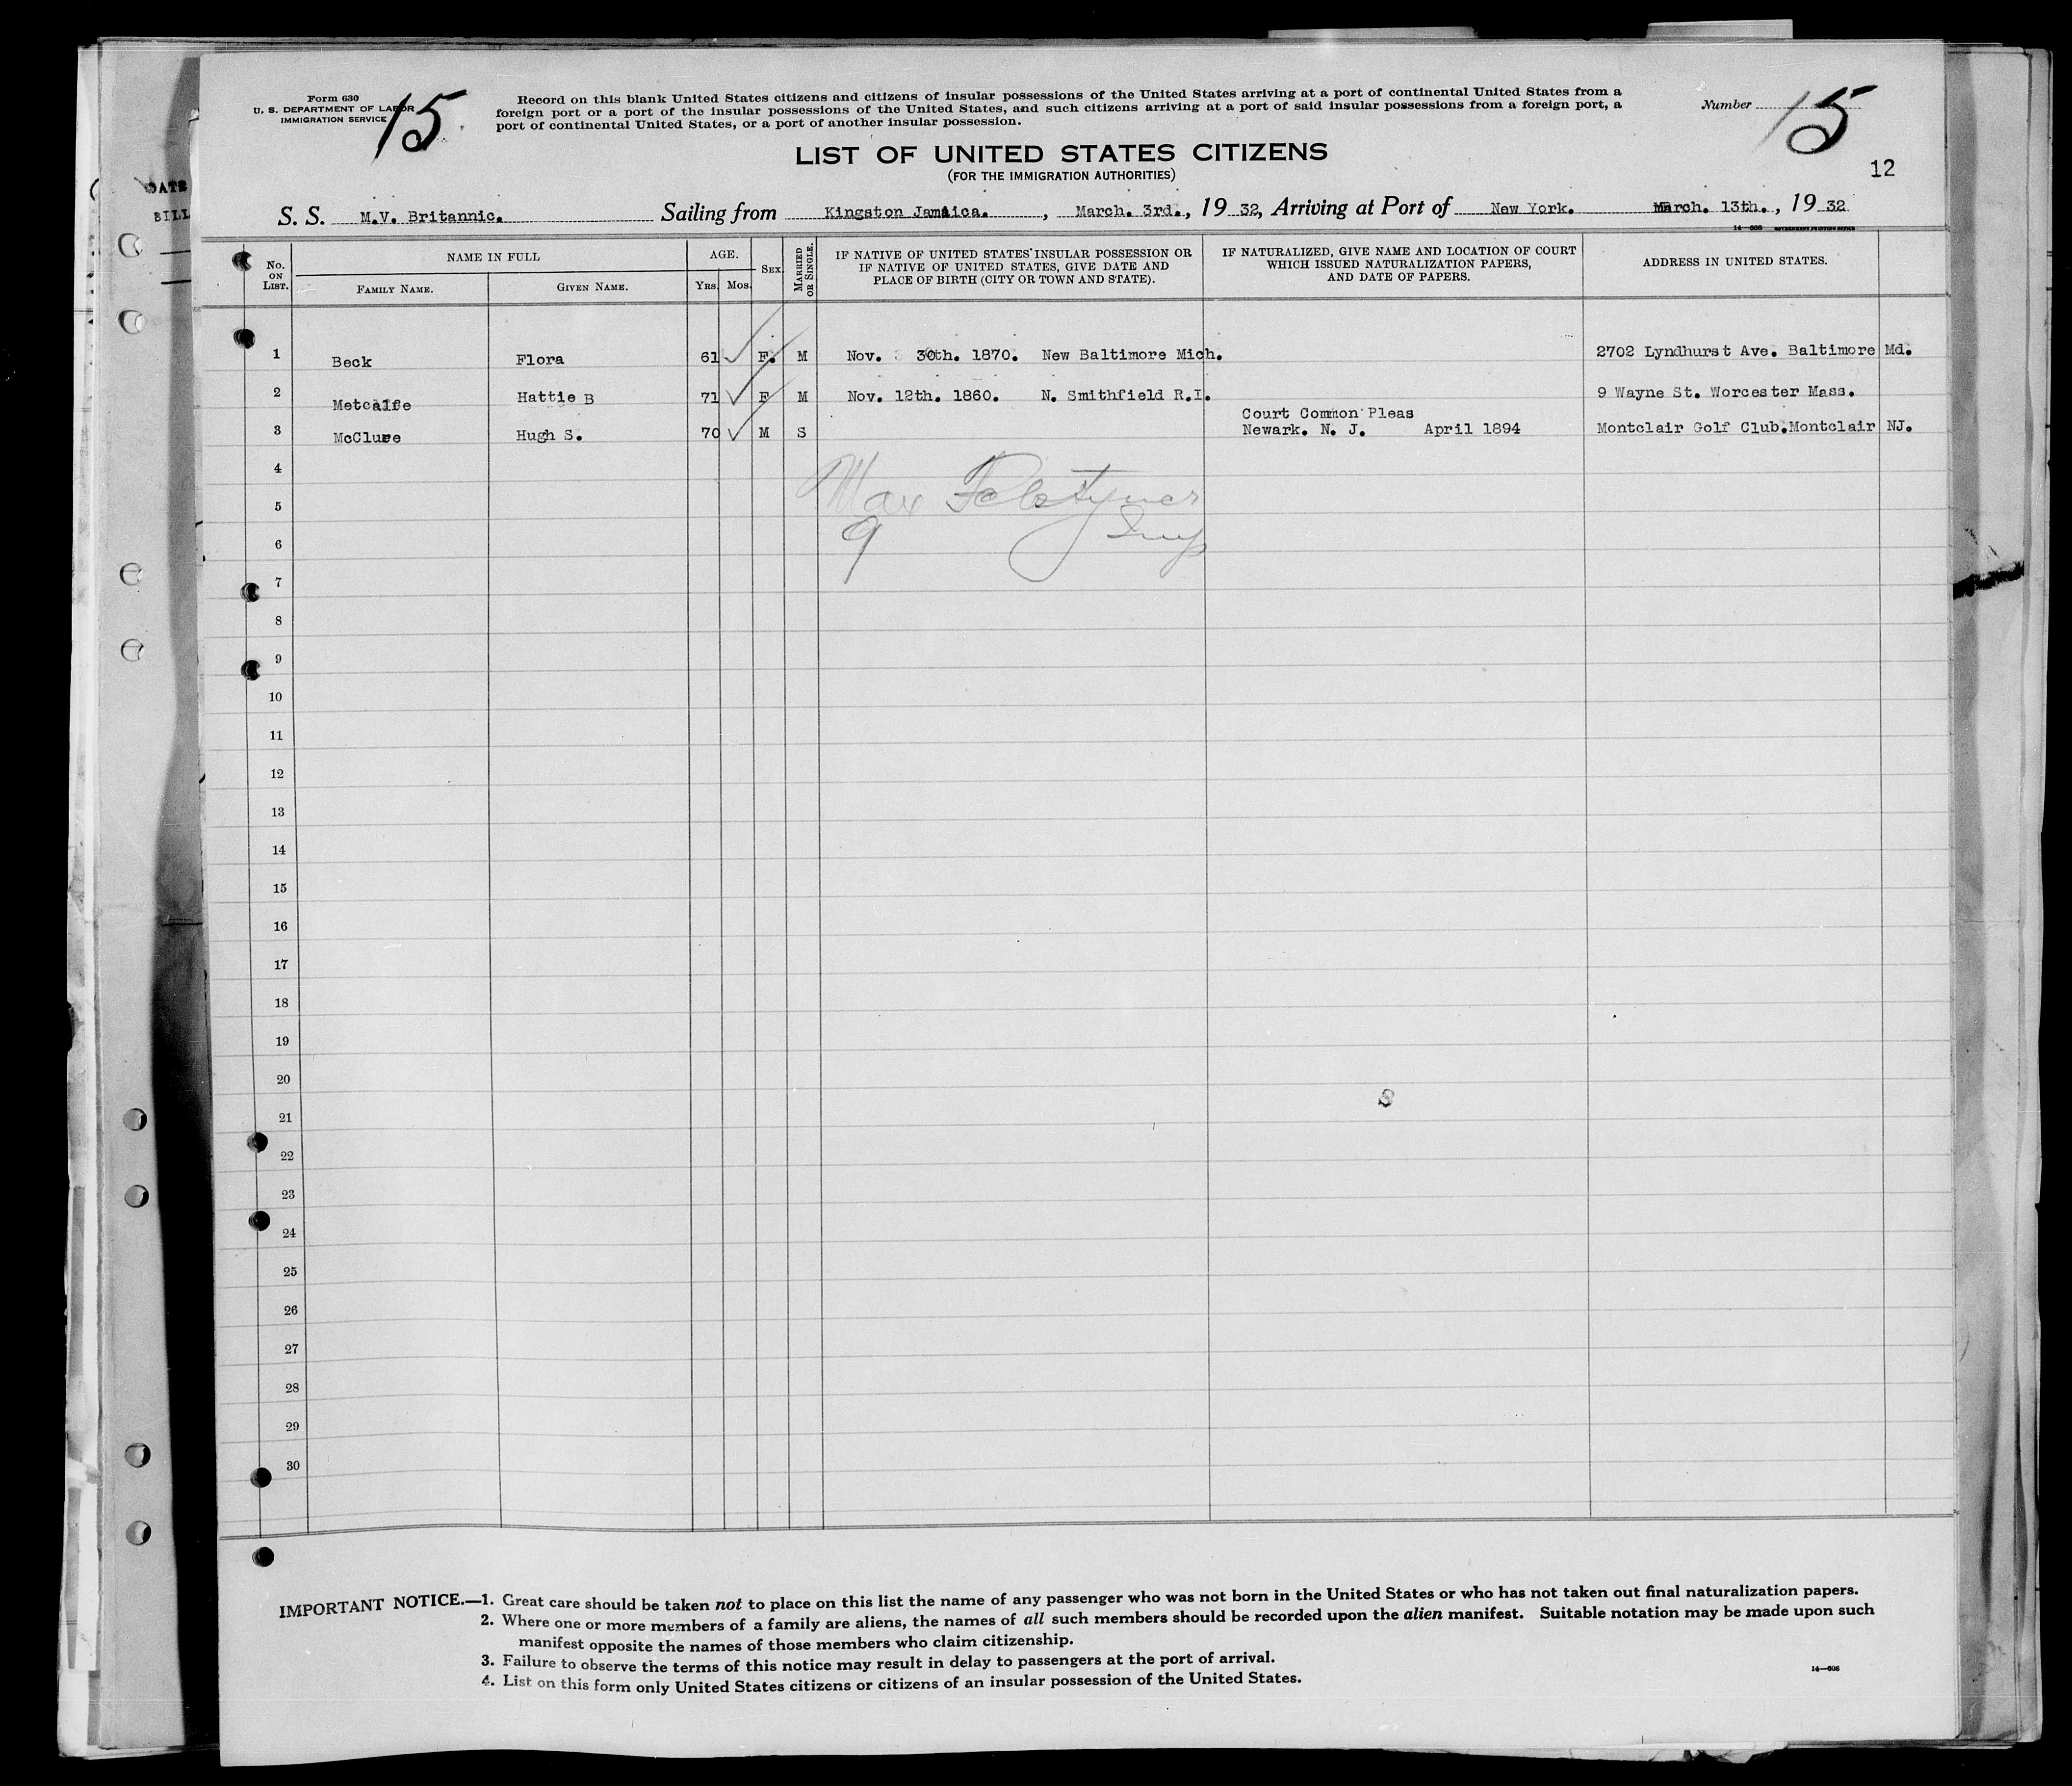 Form 630
U. S. DEPARTMENT OF LABOR
IMMIGRATION SERVICE
15
Record on this blank United States citizens and citizens of insular possessions of the United States arriving at a port of continental United States from a
foreign port or a port of the insular possessions of the United States, and such citizens arriving at a port of said insular possessions from a foreign port, a
port of continental United States, or a port of another insular possession.
Number 15
LIST OF UNITED STATES CITIZENS
(FOR THE IMMIGRATION AUTHORITIES)
12
DATE
BILL
S. S. M.V. Britannic. Sailing from Kingston Jamaica. , March. 3rd., 19 32, Arriving at Port of New York. March. 13th. , 19 32
14—608 GOVERNMENT PRINTING OFFICE
No. ON LIST.
NAME IN FULL
FAMILY NAME. GIVEN NAME.
AGE.
YRS. MOS.
SEX.
MARRIED OR SINGLE.
IF NATIVE OF UNITED STATES' INSULAR POSSESSION OR
IF NATIVE OF UNITED STATES, GIVE DATE AND
PLACE OF BIRTH (CITY OR TOWN AND STATE).
IF NATURALIZED, GIVE NAME AND LOCATION OF COURT
WHICH ISSUED NATURALIZATION PAPERS,
AND DATE OF PAPERS.
ADDRESS IN UNITED STATES.
1 Beck Flora 61 F. M Nov. 30th. 1870. New Baltimore Mich. 2702 Lyndhurst Ave. Baltimore Md.
2 Metcalfe Hattie B 71 F M Nov. 12th. 1860. N. Smithfield R.I. 9 Wayne St. Worcester Mass.
Court Common Pleas
3 McClure Hugh S. 70 M S Newark. N. J. April 1894 Montclair Golf Club. Montclair NJ.
4
Max
5
9 Insp
6
7
8
9
10
11
12
13
14
15
16
17
18
19
20
21
22
23
24
25
26
27
28
29
30
IMPORTANT NOTICE.—1. Great care should be taken not to place on this list the name of any passenger who was not born in the United States or who has not taken out final naturalization papers.
2. Where one or more members of a family are aliens, the names of all such members should be recorded upon the alien manifest. Suitable notation may be made upon such
manifest opposite the names of those members who claim citizenship.
3. Failure to observe the terms of this notice may result in delay to passengers at the port of arrival.
4. List on this form only United States citizens or citizens of an insular possession of the United States.
14—608